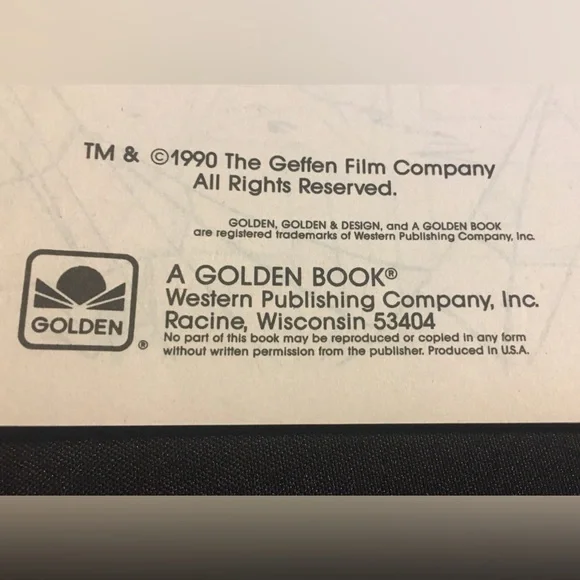 TM & ©1990 The Geffen Film Company
All Rights Reserved.
GOLDEN, GOLDEN & DESIGN, and A GOLDEN BOOK
are registered trademarks of Western Publishing Company, Inc.
GOLDEN ®
A GOLDEN BOOK®
Western Publishing Company, Inc.
Racine, Wisconsin 53404
No part of this book may be reproduced or copied in any form
without written permission from the publisher. Produced in U.S.A.